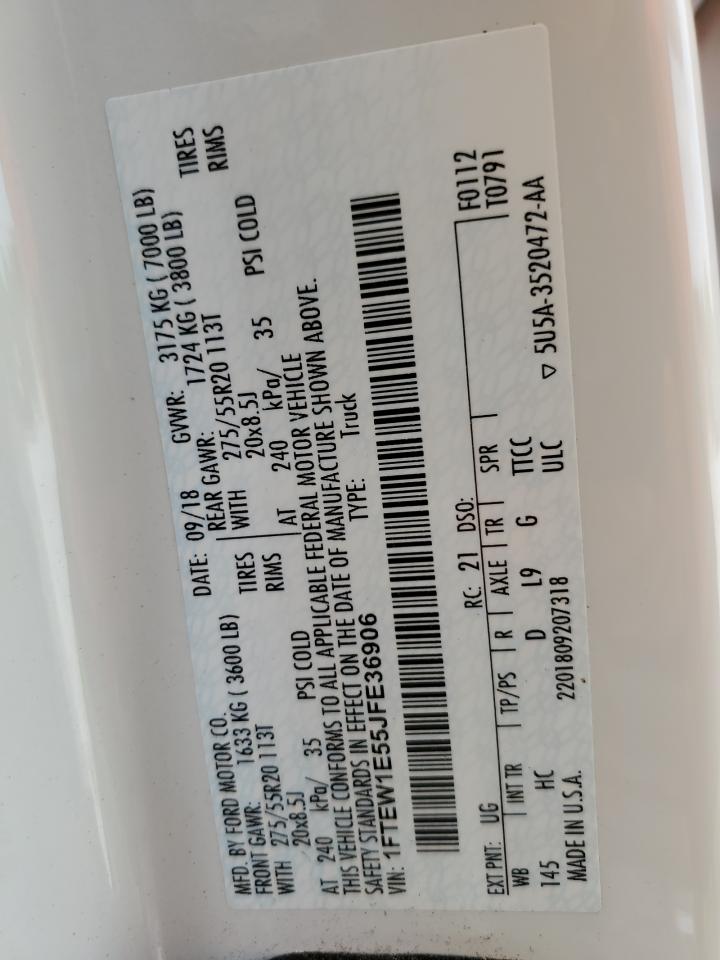 MFD. BY FORD MOTOR CO.
DATE: 09/18 GVWR: 3175 KG ( 7000 LB)
FRONT GAWR: 1633 KG ( 3600 LB) REAR GAWR: 1724 KG ( 3800 LB)
WITH 275/55R20 113T TIRES WITH 275/55R20 113T TIRES
20x8.5J RIMS 20x8.5J RIMS
AT 240 kPa/ 35 PSI COLD AT 240 kPa/ 35 PSI COLD
THIS VEHICLE CONFORMS TO ALL APPLICABLE FEDERAL MOTOR VEHICLE
SAFETY STANDARDS IN EFFECT ON THE DATE OF MANUFACTURE SHOWN ABOVE.
VIN: 1FTEW1E55JFE36906 TYPE: Truck
F0112
T0791
EXT PNT: UG RC: 21 DSO:
WB INT TR TP/PS R AXLE TR SPR
145 HC D L9 G TTCC
ULC
2201809207318
MADE IN U.S.A. ▽ 5U5A-3520472-AA